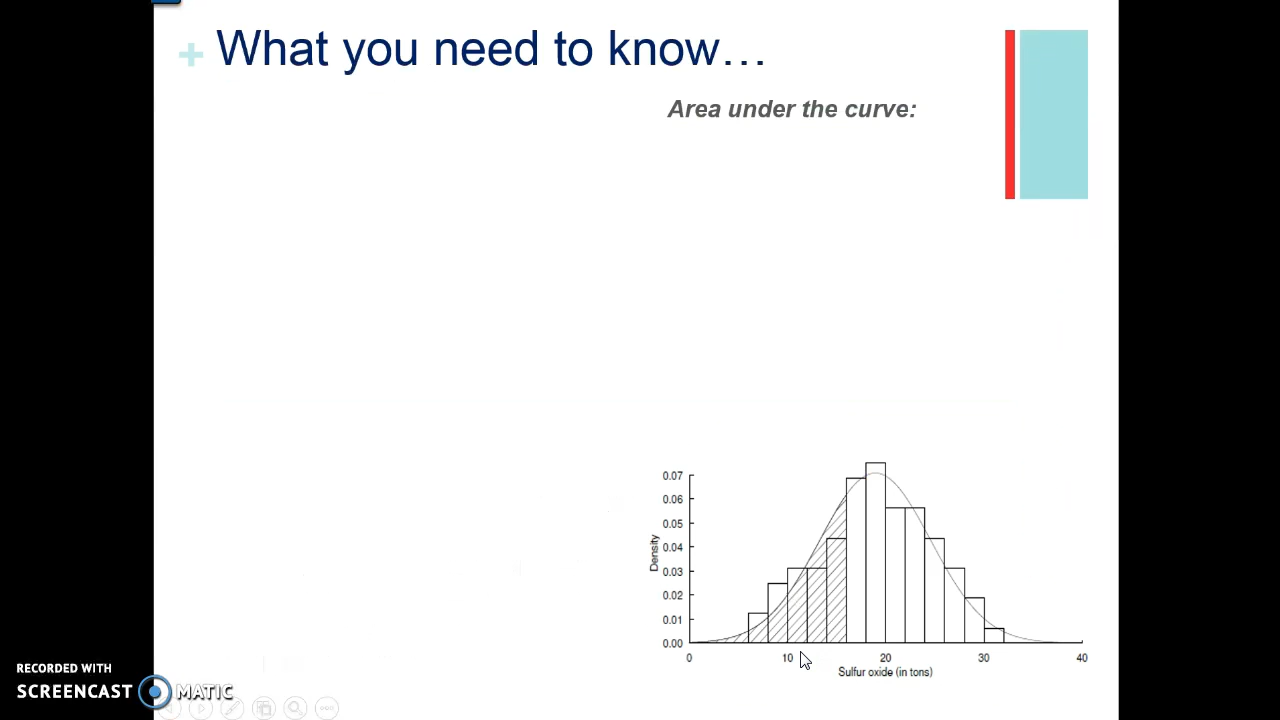 + What you need to know…
Area under the curve:
0.07
0.06
0.05
0.04
0.03
0.02
0.01
0.00
Density
0 10 20 30 40
Sulfur oxide (in tons)
RECORDED WITH
SCREENCAST MATIC